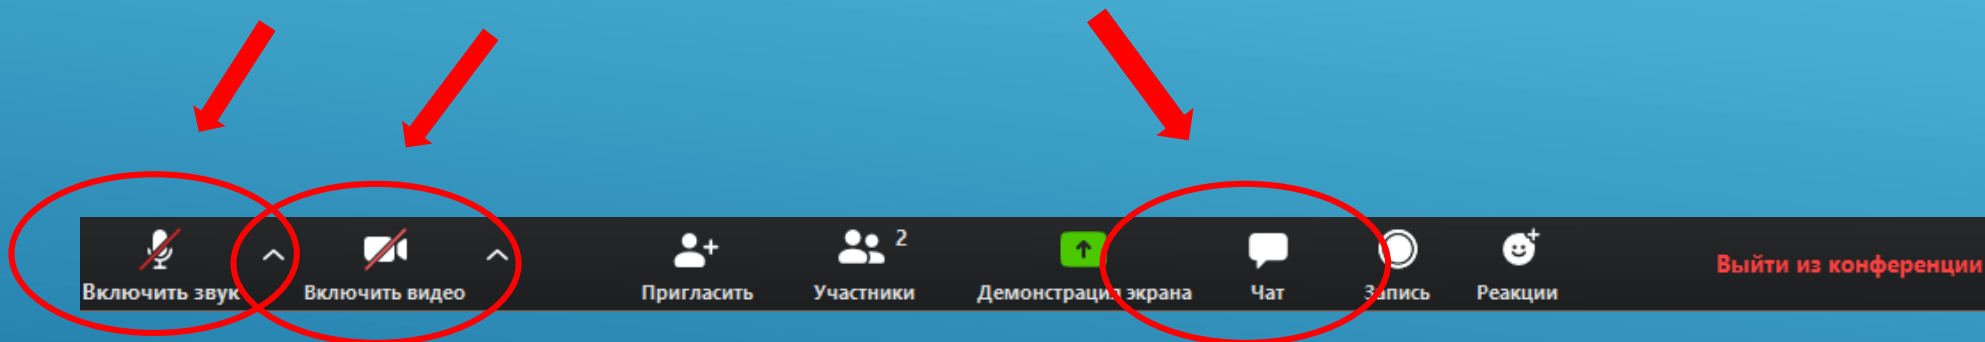 2
Включить звук
Включить видео
Пригласить
Участники
Демонстрация экрана
Чат
Запись
Реакции
Выйти из конференции